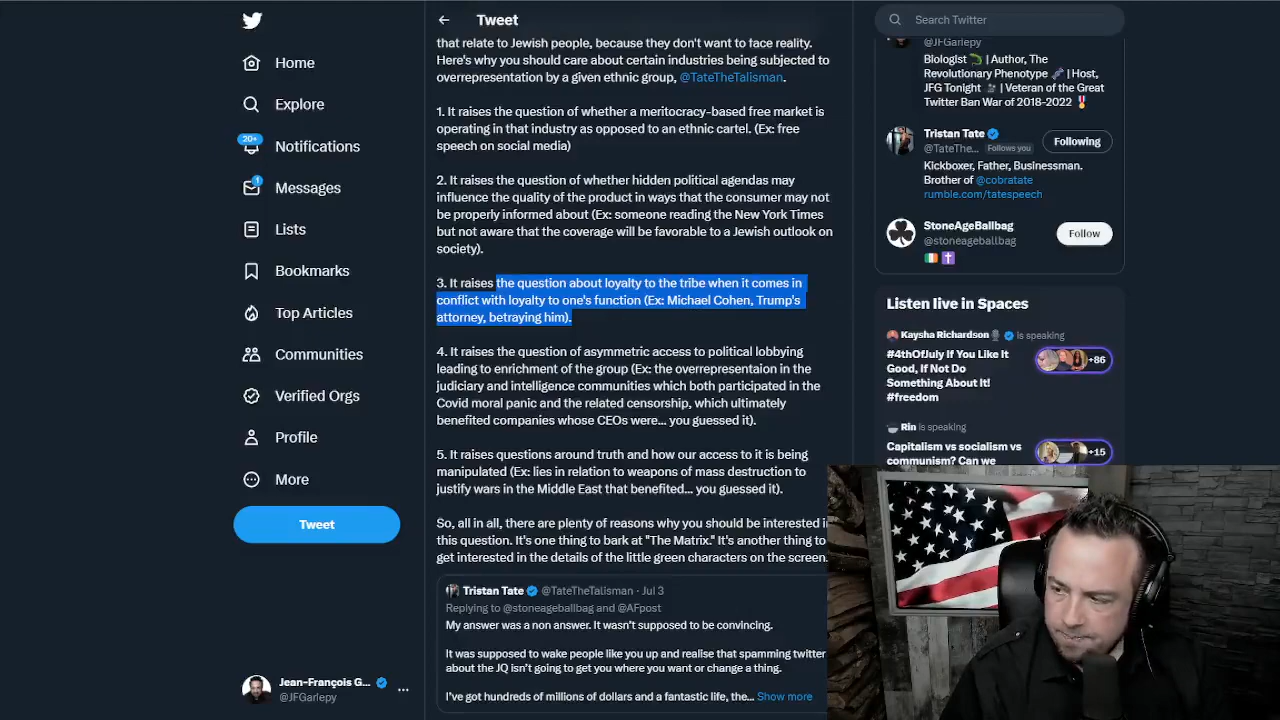 Tweet
Search Twitter
Home
Explore
20+
Notifications
1
Messages
Lists
Bookmarks
Top Articles
Communities
Verified Orgs
Profile
More
Tweet
Jean-François G...
@JFGariepy
that relate to Jewish people, because they don't want to face reality.
Here's why you should care about certain industries being subjected to
overrepresentation by a given ethnic group, @TateTheTalisman.
1. It raises the question of whether a meritocracy-based free market is
operating in that industry as opposed to an ethnic cartel. (Ex: free
speech on social media)
2. It raises the question of whether hidden political agendas may
influence the quality of the product in ways that the consumer may not
be properly informed about (Ex: someone reading the New York Times
but not aware that the coverage will be favorable to a Jewish outlook on
society).
3. It raises the question about loyalty to the tribe when it comes in
conflict with loyalty to one's function (Ex: Michael Cohen, Trump's
attorney, betraying him).
4. It raises the question of asymmetric access to political lobbying
leading to enrichment of the group (Ex: the overrepresentaion in the
judiciary and intelligence communities which both participated in the
Covid moral panic and the related censorship, which ultimately
benefited companies whose CEOs were... you guessed it).
5. It raises questions around truth and how our access to it is being
manipulated (Ex: lies in relation to weapons of mass destruction to
justify wars in the Middle East that benefited... you guessed it).
So, all in all, there are plenty of reasons why you should be interested i
this question. It's one thing to bark at "The Matrix." It's another thing to
get interested in the details of the little green characters on the screen.
Tristan Tate @TateTheTalisman · Jul 3
Replying to @stoneageballbag and @AFpost
My answer was a non answer. It wasn't supposed to be convincing.
It was supposed to wake people like you up and realise that spamming twitter
about the JQ isn't going to get you where you want or change a thing.
I've got hundreds of millions of dollars and a fantastic life, the... Show more
@JFGariepy
Biologist | Author, The
Revolutionary Phenotype | Host,
JFG Tonight | Veteran of the Great
Twitter Ban War of 2018-2022
Tristan Tate
@TateThe... Follows you
Following
Kickboxer, Father, Businessman.
Brother of @cobratate
rumble.com/tatespeech
StoneAgeBallbag
@stoneageballbag
Follow
Listen live in Spaces
Kaysha Richardson is speaking
#4thOfJuly If You Like It
Good, If Not Do
Something About It!
#freedom
+86
Rin is speaking
Capitalism vs socialism vs
communism? Can we
+15